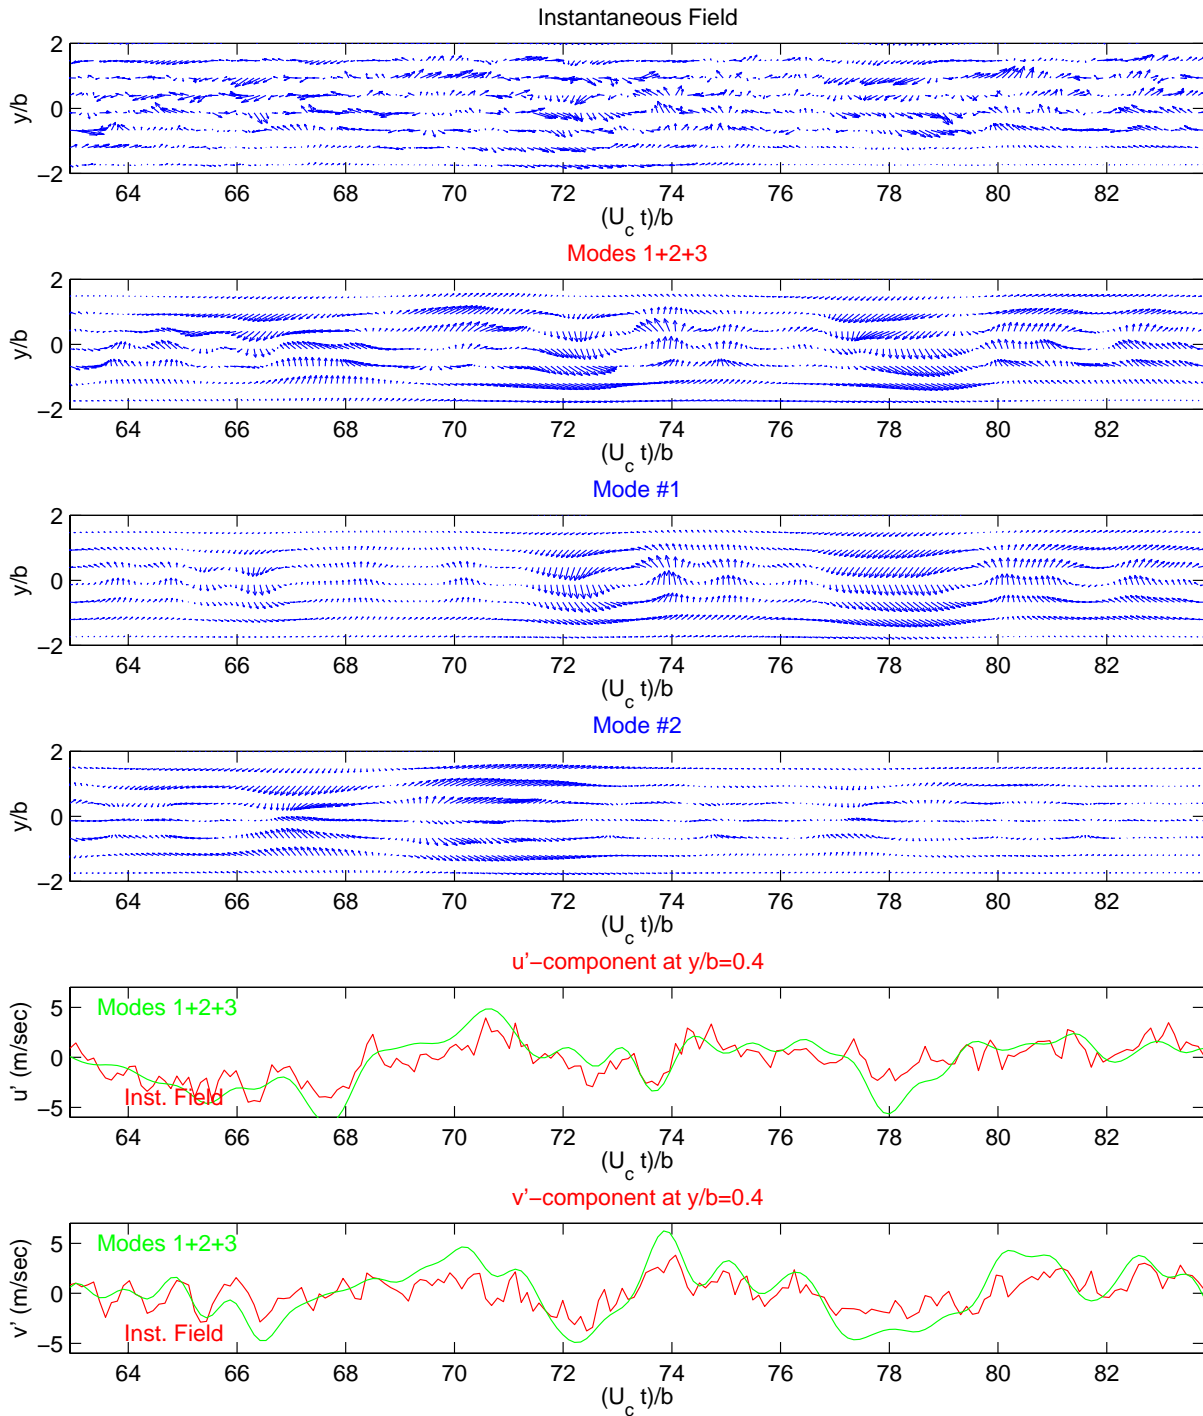 Instantaneous Field
2
0
−2
y/b
64 66 68 70 72 74 76 78 80 82
(U_c t)/b
Modes 1+2+3
2
0
−2
y/b
64 66 68 70 72 74 76 78 80 82
(U_c t)/b
Mode #1
2
0
−2
y/b
64 66 68 70 72 74 76 78 80 82
(U_c t)/b
Mode #2
2
0
−2
y/b
64 66 68 70 72 74 76 78 80 82
(U_c t)/b
u'−component at y/b=0.4
5
0
−5
u' (m/sec)
Modes 1+2+3
Inst. Field
64 66 68 70 72 74 76 78 80 82
(U_c t)/b
v'−component at y/b=0.4
5
0
−5
v' (m/sec)
Modes 1+2+3
Inst. Field
64 66 68 70 72 74 76 78 80 82
(U_c t)/b